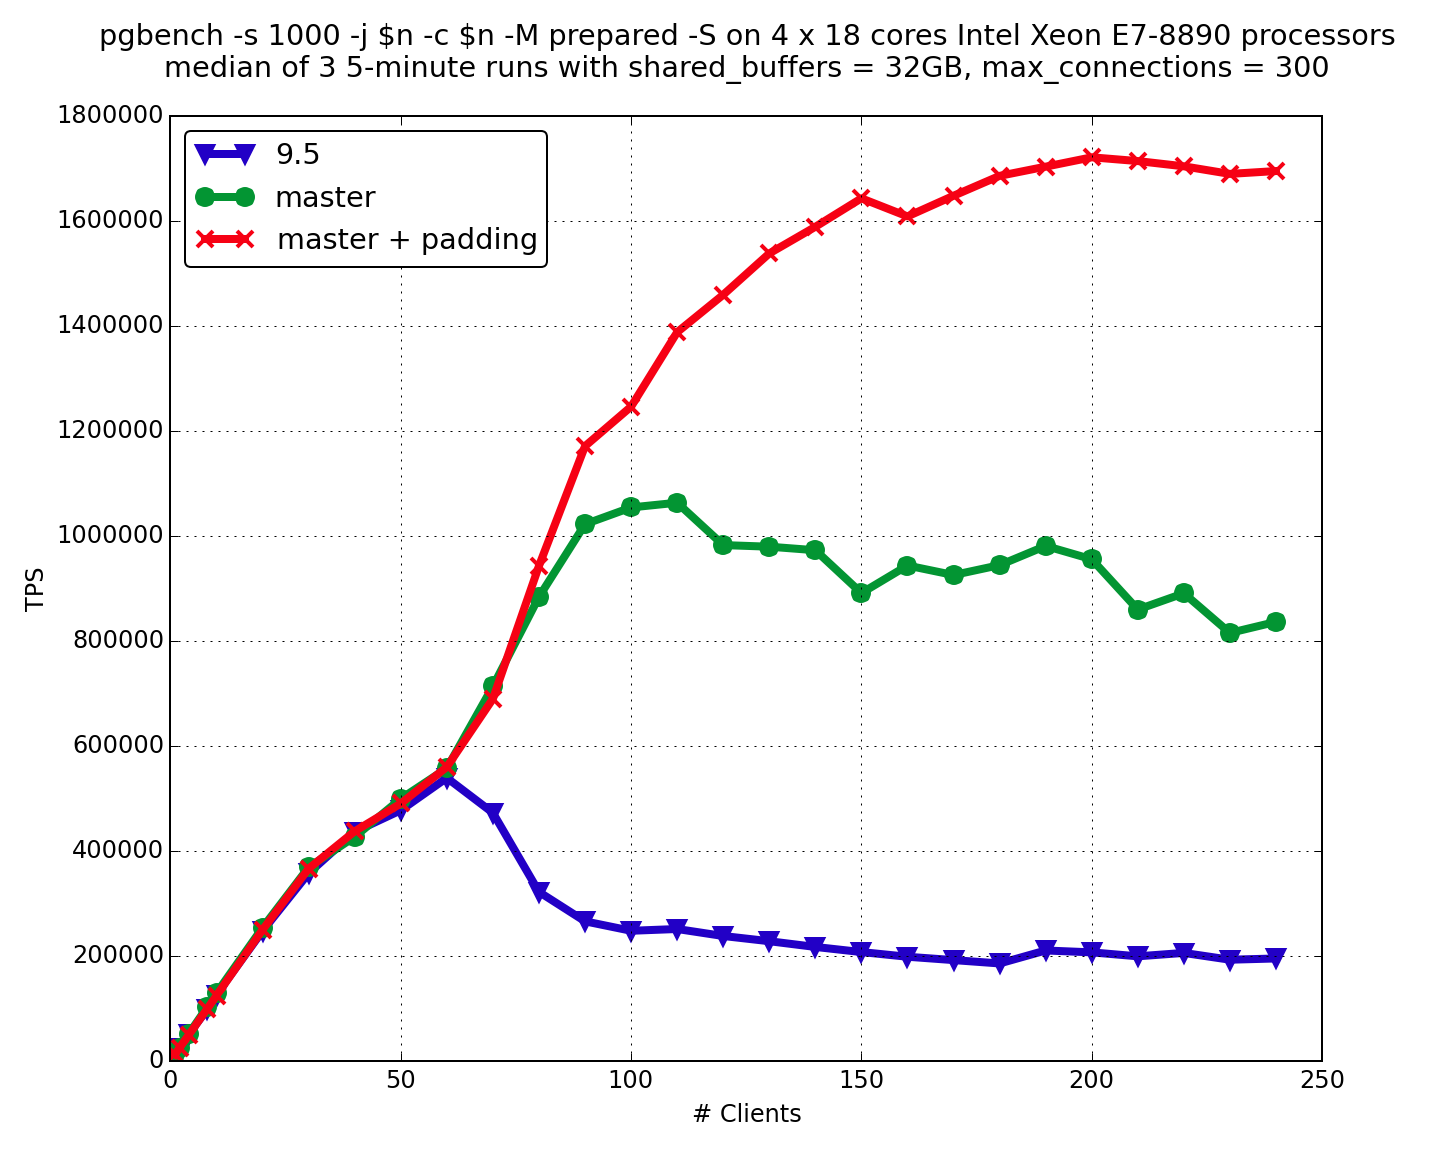 pgbench -s 1000 -j $n -c $n -M prepared -S on 4 x 18 cores Intel Xeon E7-8890 processors
median of 3 5-minute runs with shared_buffers = 32GB, max_connections = 300
1800000
9.5
master
1600000
master + padding
1400000
1200000
1000000
TPS
800000
600000
400000
200000
0
0 50 100 150 200 250
# Clients